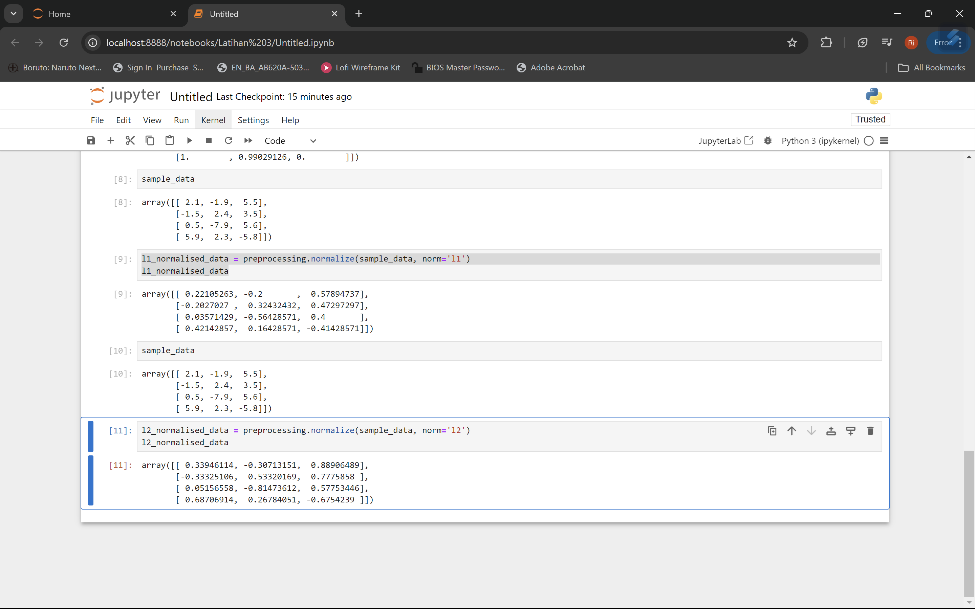 Home
Untitled
localhost:8888/notebooks/Latihan%203/Untitled.ipynb
Bi
Error
Boruto: Naruto Next...
Sign In Purchase S...
EN_BA_AB620A-503...
Lofi Wireframe Kit
BIOS Master Passwo...
Adobe Acrobat
All Bookmarks
jupyter Untitled Last Checkpoint: 15 minutes ago
File Edit View Run Kernel Settings Help
Trusted
Code
JupyterLab
Python 3 (ipykernel)
[1.        , 0.99029126, 0.        ]])
[8]: sample_data
[8]: array([[ 2.1, -1.9,  5.5],
[-1.5,  2.4,  3.5],
[ 0.5, -7.9,  5.6],
[ 5.9,  2.3, -5.8]])
[9]: l1_normalised_data = preprocessing.normalize(sample_data, norm='l1')
l1_normalised_data
[9]: array([[ 0.22105263, -0.2       ,  0.57894737],
[-0.2027027 ,  0.32432432,  0.47297297],
[ 0.03571429, -0.56428571,  0.4       ],
[ 0.42142857,  0.16428571, -0.41428571]])
[10]: sample_data
[10]: array([[ 2.1, -1.9,  5.5],
[-1.5,  2.4,  3.5],
[ 0.5, -7.9,  5.6],
[ 5.9,  2.3, -5.8]])
[11]: l2_normalised_data = preprocessing.normalize(sample_data, norm='l2')
l2_normalised_data
[11]: array([[ 0.33946114, -0.30713151,  0.88906489],
[-0.33325106,  0.53320169,  0.7775858 ],
[ 0.05156558, -0.81473612,  0.57753446],
[ 0.68706914,  0.26784051, -0.6754239 ]])